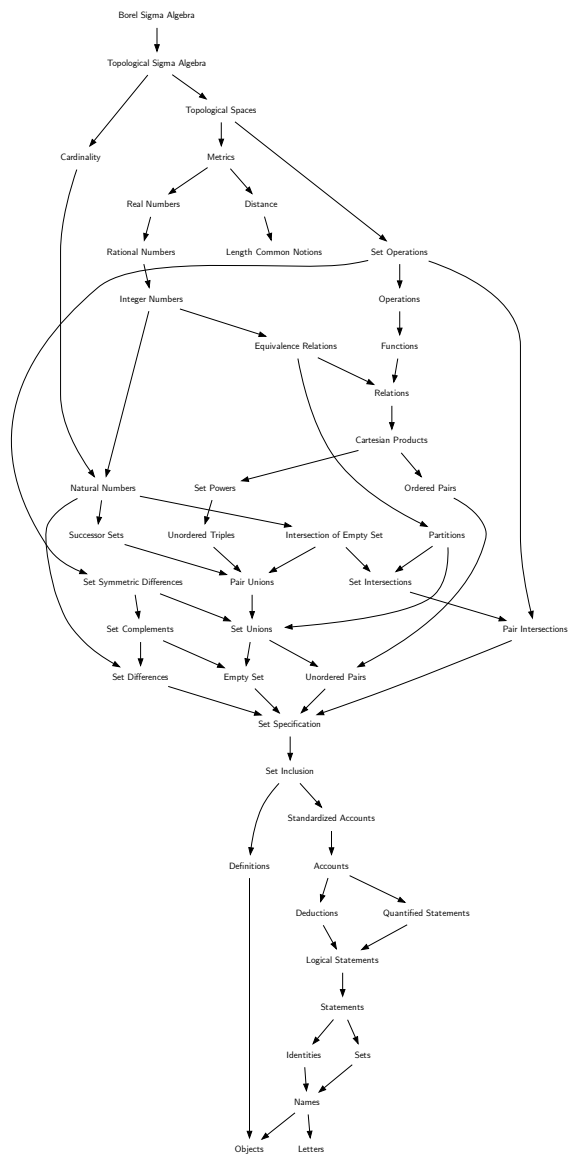 Borel Sigma Algebra
Topological Sigma Algebra
Topological Spaces
Cardinality
Metrics
Real Numbers
Distance
Rational Numbers
Length Common Notions
Set Operations
Integer Numbers
Operations
Equivalence Relations
Functions
Relations
Cartesian Products
Natural Numbers
Set Powers
Ordered Pairs
Successor Sets
Unordered Triples
Intersection of Empty Set
Partitions
Set Symmetric Differences
Pair Unions
Set Intersections
Set Complements
Set Unions
Pair Intersections
Set Differences
Empty Set
Unordered Pairs
Set Specification
Set Inclusion
Standardized Accounts
Definitions
Accounts
Deductions
Quantified Statements
Logical Statements
Statements
Identities
Sets
Names
Objects
Letters